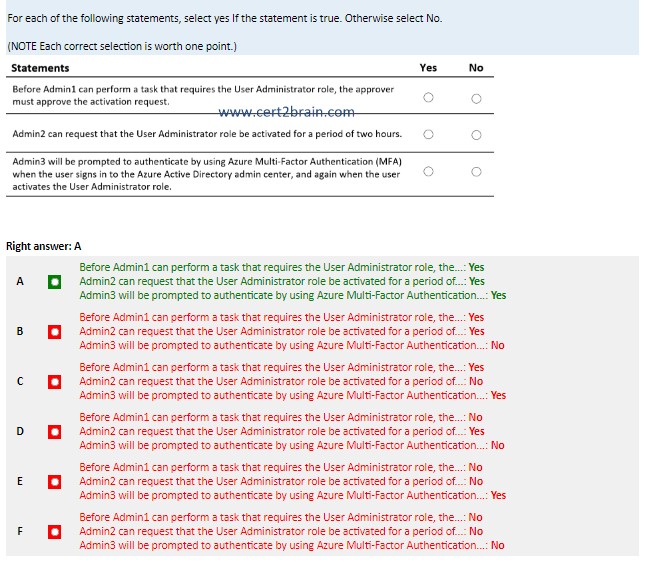 For each of the following statements, select yes If the statement is true. Otherwise select No.
(NOTE Each correct selection is worth one point.)
Statements Yes No
Before Admin1 can perform a task that requires the User Administrator role, the approver
must approve the activation request.
www.cert2brain.com
Admin2 can request that the User Administrator role be activated for a period of two hours.
Admin3 will be prompted to authenticate by using Azure Multi-Factor Authentication (MFA)
when the user signs in to the Azure Active Directory admin center, and again when the user
activates the User Administrator role.
Right answer: A
Before Admin1 can perform a task that requires the User Administrator role, the...: Yes
A Admin2 can request that the User Administrator role be activated for a period of...: Yes
Admin3 will be prompted to authenticate by using Azure Multi-Factor Authentication...: Yes
Before Admin1 can perform a task that requires the User Administrator role, the...: Yes
B Admin2 can request that the User Administrator role be activated for a period of...: Yes
Admin3 will be prompted to authenticate by using Azure Multi-Factor Authentication...: No
Before Admin1 can perform a task that requires the User Administrator role, the...: Yes
C Admin2 can request that the User Administrator role be activated for a period of...: No
Admin3 will be prompted to authenticate by using Azure Multi-Factor Authentication...: Yes
Before Admin1 can perform a task that requires the User Administrator role, the...: No
D Admin2 can request that the User Administrator role be activated for a period of...: Yes
Admin3 will be prompted to authenticate by using Azure Multi-Factor Authentication...: No
Before Admin1 can perform a task that requires the User Administrator role, the...: No
E Admin2 can request that the User Administrator role be activated for a period of...: No
Admin3 will be prompted to authenticate by using Azure Multi-Factor Authentication...: Yes
Before Admin1 can perform a task that requires the User Administrator role, the...: No
F Admin2 can request that the User Administrator role be activated for a period of...: No
Admin3 will be prompted to authenticate by using Azure Multi-Factor Authentication...: No